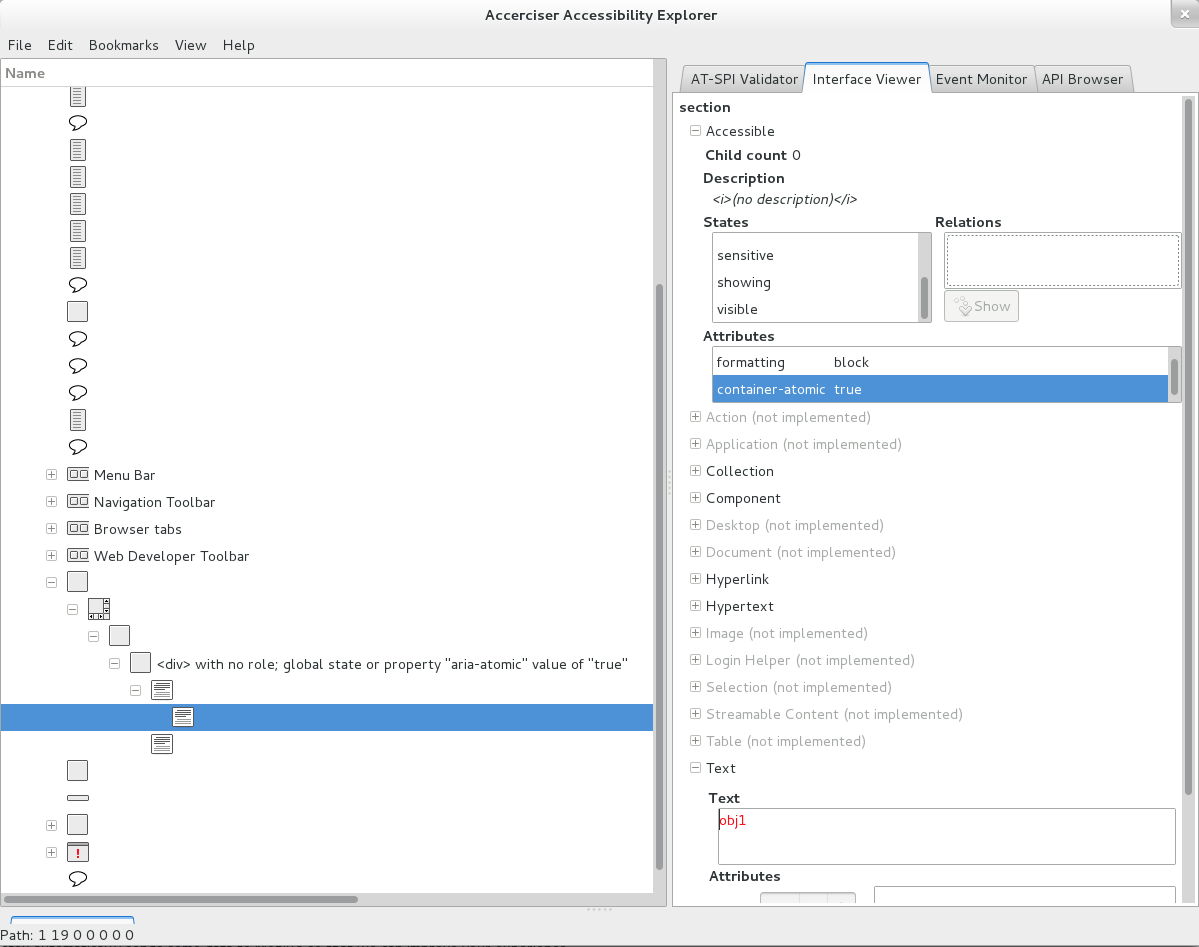 Accerciser Accessibility Explorer
File Edit Bookmarks View Help
Name
Menu Bar
Navigation Toolbar
Browser tabs
Web Developer Toolbar
<div> with no role; global state or property "aria-atomic" value of "true"
AT-SPI Validator Interface Viewer Event Monitor API Browser
section
Accessible
Child count 0
Description
<i>(no description)</i>
States Relations
sensitive
showing
visible
Show
Attributes
formatting block
container-atomic true
Action (not implemented)
Application (not implemented)
Collection
Component
Desktop (not implemented)
Document (not implemented)
Hyperlink
Hypertext
Image (not implemented)
Login Helper (not implemented)
Selection (not implemented)
Streamable Content (not implemented)
Table (not implemented)
Text
Text
obj1
Attributes
Path: 1 19 0 0 0 0 0